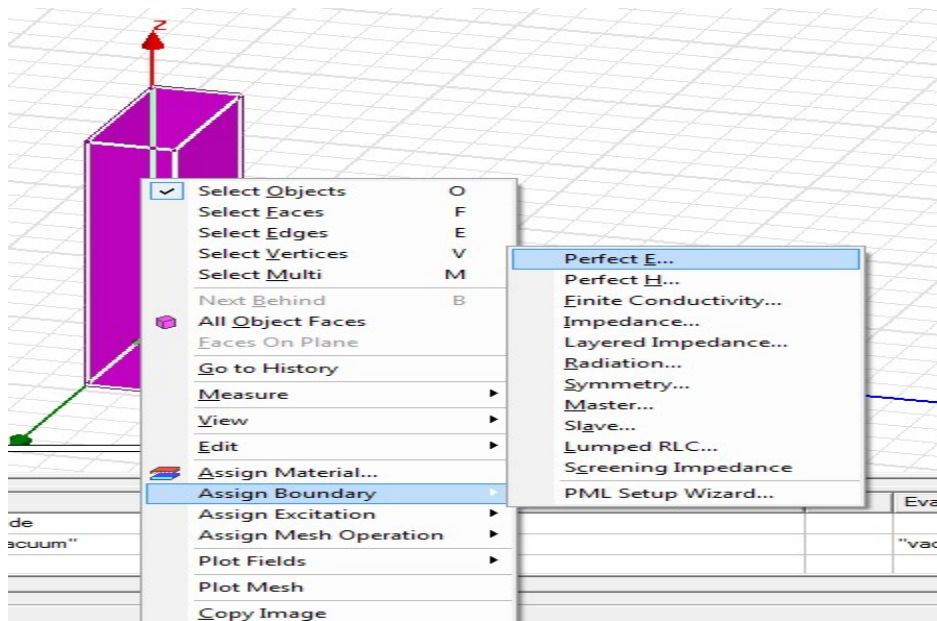 Z
Select Objects O
Select Faces F
Select Edges E
Select Vertices V
Select Multi M
Next Behind B
All Object Faces
Faces On Plane
Go to History
Measure
View
Edit
Assign Material...
Assign Boundary
Assign Excitation
Assign Mesh Operation
Plot Fields
Plot Mesh
Copy Image
Perfect E...
Perfect H...
Finite Conductivity...
Impedance...
Layered Impedance...
Radiation...
Symmetry...
Master...
Slave...
Lumped RLC...
Screening Impedance
PML Setup Wizard...
Eva
de
acuum" "vac